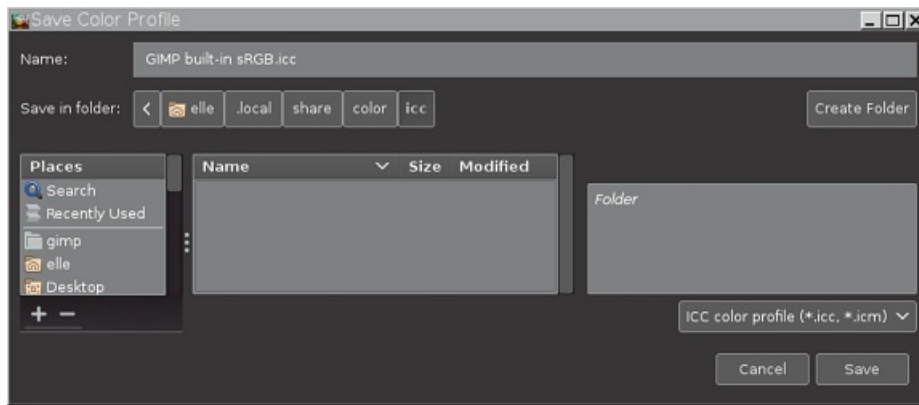 Save Color Profile
Name: GIMP built-in sRGB.icc
Save in folder: < elle .local share color icc Create Folder
Places Name Size Modified
Search
Recently Used
gimp
elle
Desktop
Folder
+ −
ICC color profile (*.icc, *.icm)
Cancel Save